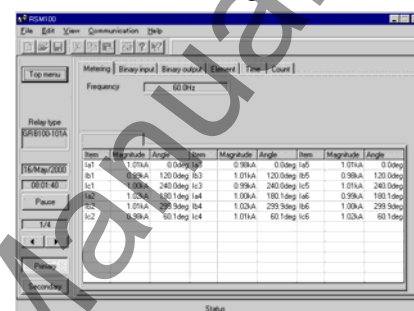 RSM100
File Edit View Communication Help
Top menu
Metering Binary input Binary output Element Time Count
Frequency 60.0Hz
Relay type
GRB100-101A
16/May/2000
00:01:40
Pause
1/4
Primary
Secondary
Item Magnitude Angle Item Magnitude Angle Item Magnitude Angle
Ia1 1.01kA 0.0deg Ia3 0.98kA 0.0deg Ia5 1.01kA 0.0deg
Ib1 0.99kA 120.0deg Ib3 1.01kA 120.0deg Ib5 0.99kA 120.0deg
Ic1 1.00kA 240.0deg Ic3 0.99kA 240.0deg Ic5 1.01kA 240.0deg
Ia2 1.02kA 180.1deg Ia4 1.00kA 180.1deg Ia6 0.99kA 180.1deg
Ib2 1.01kA 299.9deg Ib4 1.02kA 299.9deg Ib6 1.00kA 299.9deg
Ic2 0.98kA 60.1deg Ic4 1.01kA 60.1deg Ic6 1.02kA 60.1deg
Status